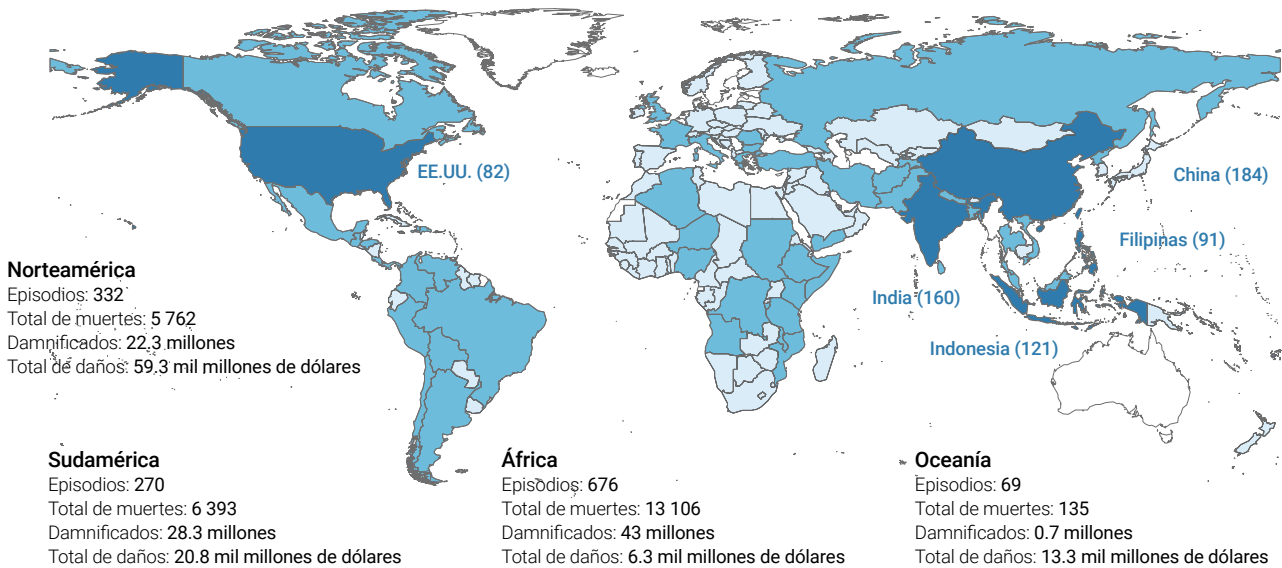 EE.UU. (82)
China (184)
Filipinas (91)
India (160)
Indonesia (121)
Norteamérica
Episodios: 332
Total de muertes: 5 762
Damnificados: 22.3 millones
Total de daños: 59.3 mil millones de dólares
Sudamérica
Episodios: 270
Total de muertes: 6 393
Damnificados: 28.3 millones
Total de daños: 20.8 mil millones de dólares
África
Episodios: 676
Total de muertes: 13 106
Damnificados: 43 millones
Total de daños: 6.3 mil millones de dólares
Oceanía
Episodios: 69
Total de muertes: 135
Damnificados: 0.7 millones
Total de daños: 13.3 mil millones de dólares